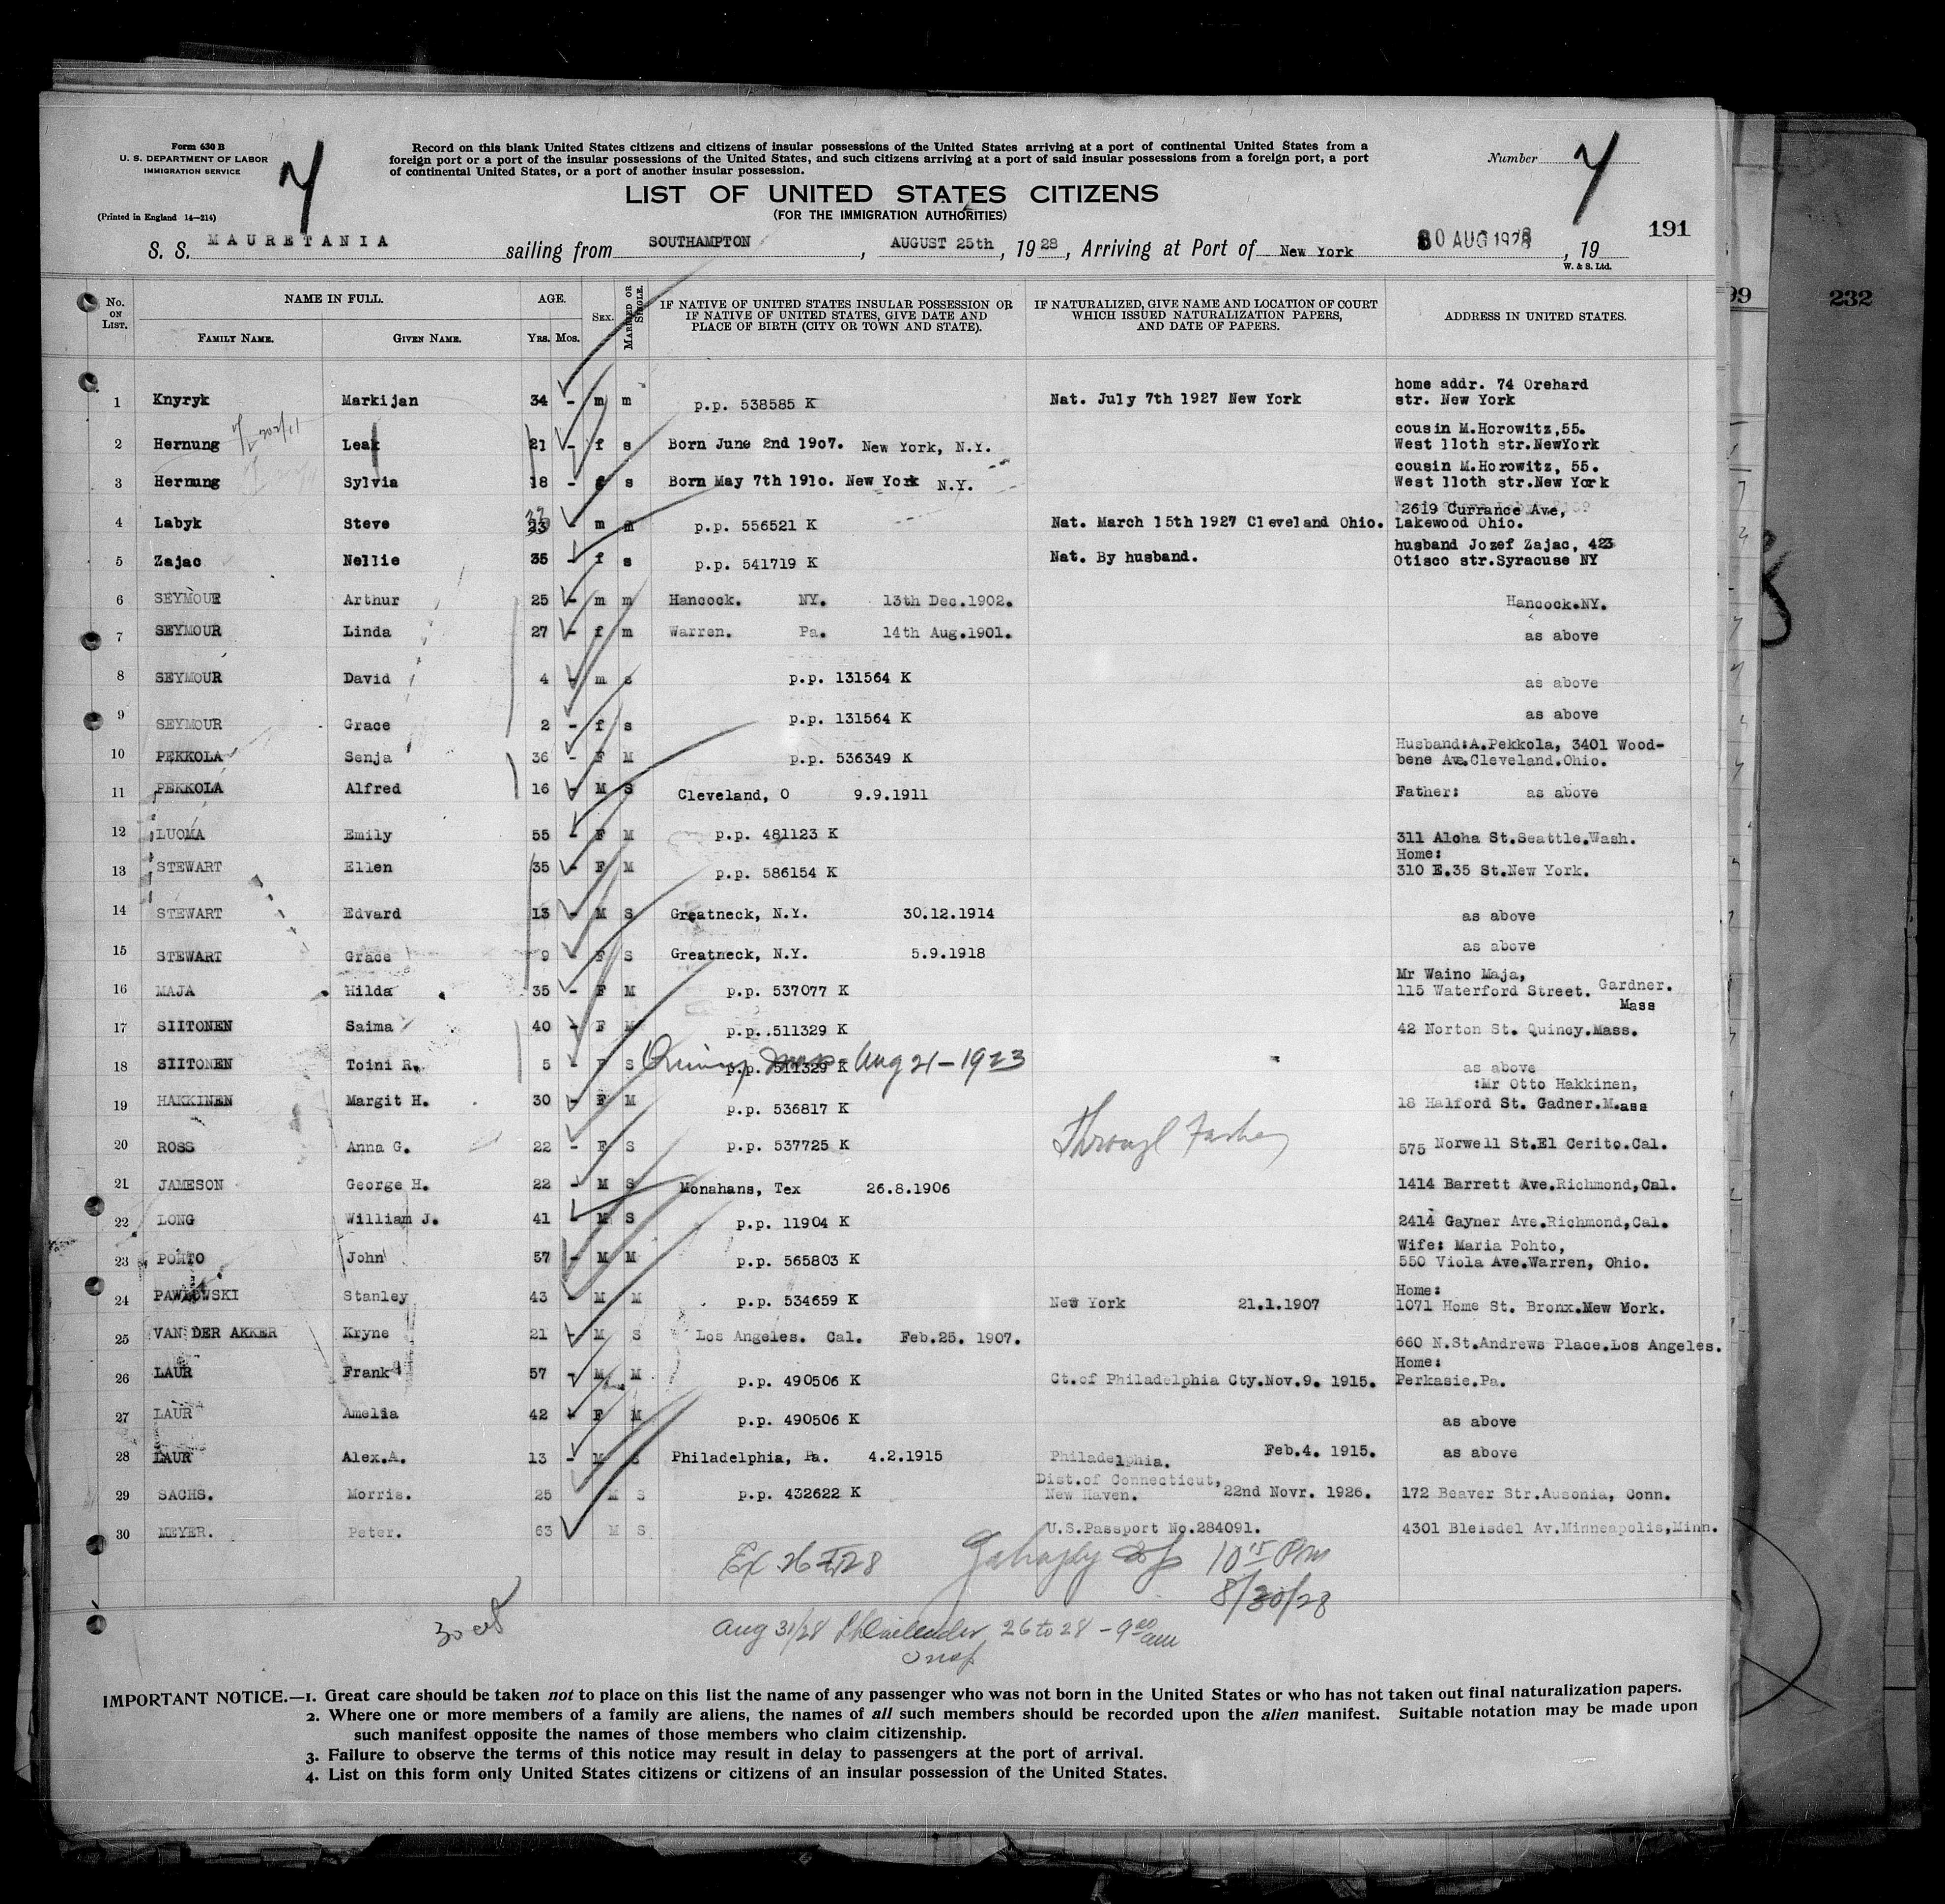 Form 630 B
U. S. DEPARTMENT OF LABOR
IMMIGRATION SERVICE
(Printed in England 14—214)
Record on this blank United States citizens and citizens of insular possessions of the United States arriving at a port of continental United States from a
foreign port or a port of the insular possessions of the United States, and such citizens arriving at a port of said insular possessions from a foreign port, a port
of continental United States, or a port of another insular possession.
Number
191
LIST OF UNITED STATES CITIZENS
(FOR THE IMMIGRATION AUTHORITIES)
S. S. MAURETANIA sailing from SOUTHAMPTON, AUGUST 25th, 1928, Arriving at Port of New York 30 AUG 1928, 19
W. & S. Ltd.
99
232
No. ON LIST. NAME IN FULL. AGE. SEX. MARRIED OR SINGLE. IF NATIVE OF UNITED STATES INSULAR POSSESSION OR IF NATIVE OF UNITED STATES, GIVE DATE AND PLACE OF BIRTH (CITY OR TOWN AND STATE). IF NATURALIZED, GIVE NAME AND LOCATION OF COURT WHICH ISSUED NATURALIZATION PAPERS, AND DATE OF PAPERS. ADDRESS IN UNITED STATES.
FAMILY NAME. GIVEN NAME. YRS. MOS.
1 Knyryk Markijan 34 - m m p.p. 538585 K Nat. July 7th 1927 New York home addr. 74 Orehard str. New York
2 Hernung Leak 21 - f s Born June 2nd 1907. New York, N.Y. cousin M.Horowitz,55. West 11oth str.NewYork
3 Hernung Sylvia 18 - f s Born May 7th 191o. New York N.Y. cousin M.Horowitz, 55. West 11oth str.New York
4 Labyk Steve 33 - m m p.p. 556521 K Nat. March 15th 1927 Cleveland Ohio. 2619 Currance Ave, Lakewood Ohio.
5 Zajac Nellie 35 - f s p.p. 541719 K Nat. By husband. husband Jozef Zajac, 423 Otisco str.Syracuse NY
6 SEYMOUR Arthur 25 - m m Hancock. NY. 13th Dec.1902. Hancock.NY.
7 SEYMOUR Linda 27 - f m Warren. Pa. 14th Aug.1901. as above
8 SEYMOUR David 4 - m s p.p. 131564 K as above
9 SEYMOUR Grace 2 - f s p.p. 131564 K as above
10 PEKKOLA Senja 36 - F M p.p. 536349 K Husband:A.Pekkola, 3401 Wood-
bene Ave.Cleveland.Ohio.
11 PEKKOLA Alfred 16 - M S Cleveland, O 9.9.1911 Father: as above
12 LUOMA Emily 55 - F M p.p. 481123 K 311 Aloha St.Seattle.Wash.
13 STEWART Ellen 35 - F M p.p. 586154 K Home: 310 E.35 St.New York.
14 STEWART Edvard 13 - M S Greatneck, N.Y. 30.12.1914 as above
15 STEWART Grace 9 - F S Greatneck, N.Y. 5.9.1918 as above
16 MAJA Hilda 35 - F M p.p. 537077 K Mr Waino Maja, 115 Waterford Street. Gardner. Mass
17 SIITONEN Saima 40 - F M p.p. 511329 K 42 Norton St. Quincy.Mass.
18 SIITONEN Toini R. 5 - F S p.p. 511329 K Quincy Mass Aug 21-1923 as above
19 HAKKINEN Margit H. 30 - F M p.p. 536817 K :Mr Otto Hakkinen, 18 Halford St. Gadner.Mass
20 ROSS Anna G. 22 - F S p.p. 537725 K Through Father 575 Norwell St.El Cerito.Cal.
21 JAMESON George H. 22 - M S Monahans, Tex 26.8.1906 1414 Barrett Ave.Richmond,Cal.
22 LONG William J. 41 - M S p.p. 11904 K 2414 Gayner Ave.Richmond,Cal.
23 POHTO John 57 - M M p.p. 565803 K Wife: Maria Pohto, 550 Viola Ave.Warren, Ohio.
24 PAWLOWSKI Stanley 43 - M M p.p. 534659 K New York 21.1.1907 Home: 1071 Home St. Bronx.New York.
25 VAN DER AKKER Kryne 21 - M S Los Angeles. Cal. Feb.25. 1907. 660 N.St.Andrews Place.Los Angeles.
26 LAUR Frank 57 - M M p.p. 490506 K Ct.of Philadelphia Cty.Nov.9. 1915. Home: Perkasie.Pa.
27 LAUR Amelia 42 - F M p.p. 490506 K as above
28 LAUR Alex.A. 13 - M S Philadelphia, Pa. 4.2.1915 Philadelphia. Feb.4. 1915. as above
29 SACHS. Morris. 25 M S p.p. 432622 K Dist.of Connecticut, New Haven. 22nd Novr. 1926. 172 Beaver Str.Ausonia, Conn.
30 MEYER. Peter. 63 M S U.S.Passport No.284091. 4301 Bleisdel Av.Minneapolis,Minn.
10 15 PM
8/30/28
Aug 31/28 26 to 28 - 9 00 am
Insp
IMPORTANT NOTICE.—1. Great care should be taken not to place on this list the name of any passenger who was not born in the United States or who has not taken out final naturalization papers.
2. Where one or more members of a family are aliens, the names of all such members should be recorded upon the alien manifest. Suitable notation may be made upon
such manifest opposite the names of those members who claim citizenship.
3. Failure to observe the terms of this notice may result in delay to passengers at the port of arrival.
4. List on this form only United States citizens or citizens of an insular possession of the United States.